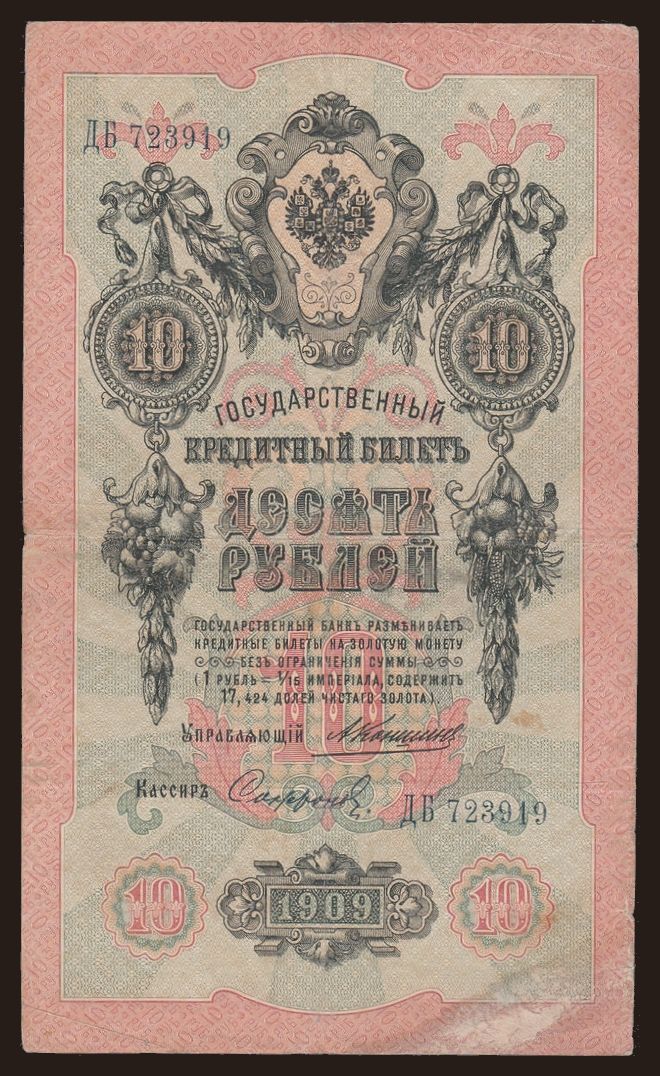 ДБ 723919
10 10
ГОСУДАРСТВЕННЫЙ
КРЕДИТНЫЙ БИЛЕТЪ
ДЕСЯТЬ
РУБЛЕЙ
ГОСУДАРСТВЕННЫЙ БАНКЪ РАЗМѢНИВАЕТЪ
КРЕДИТНЫЕ БИЛЕТЫ НА ЗОЛОТУЮ МОНЕТУ
БЕЗЪ ОГРАНИЧЕНІЯ СУММЫ
(1 РУБЛЬ = 1/15 ИМПЕРІАЛА, СОДЕРЖИТЪ
17,424 ДОЛЕЙ ЧИСТАГО ЗОЛОТА).
10
УПРАВЛЯЮЩІЙ
КАССИРЪ
ДБ 723919
10 1909 10